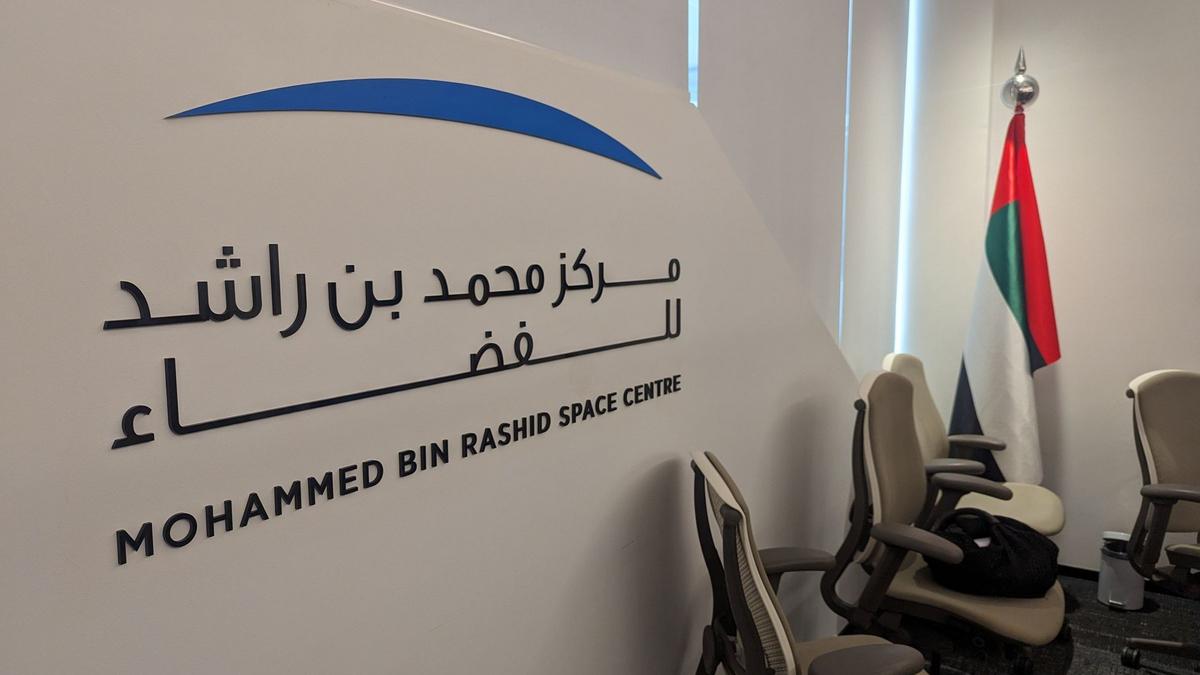 مركز محمد بن راشد
للفضاء
MOHAMMED BIN RASHID SPACE CENTRE